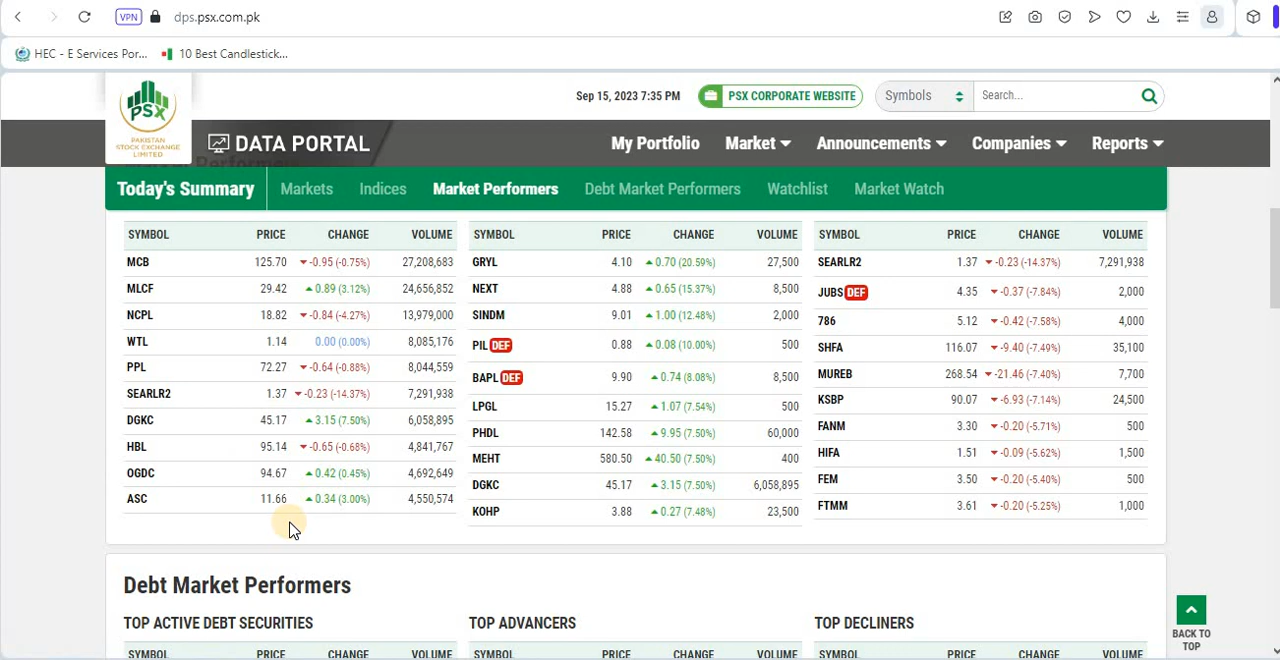 VPN dps.psx.com.pk
HEC - E Services Por... 10 Best Candlestick...
PSX
PAKISTAN
STOCK EXCHANGE
LIMITED
Sep 15, 2023 7:35 PM PSX CORPORATE WEBSITE Symbols Search...
DATA PORTAL My Portfolio Market Announcements Companies Reports
Today's Summary Markets Indices Market Performers Debt Market Performers Watchlist Market Watch
SYMBOL PRICE CHANGE VOLUME
MCB 125.70 -0.95 (-0.75%) 27,208,683
MLCF 29.42 0.89 (3.12%) 24,656,852
NCPL 18.82 -0.84 (-4.27%) 13,979,000
WTL 1.14 0.00 (0.00%) 8,085,176
PPL 72.27 -0.64 (-0.88%) 8,044,559
SEARLR2 1.37 -0.23 (-14.37%) 7,291,938
DGKC 45.17 3.15 (7.50%) 6,058,895
HBL 95.14 -0.65 (-0.68%) 4,841,767
OGDC 94.67 0.42 (0.45%) 4,692,649
ASC 11.66 0.34 (3.00%) 4,550,574
SYMBOL PRICE CHANGE VOLUME
GRYL 4.10 0.70 (20.59%) 27,500
NEXT 4.88 0.65 (15.37%) 8,500
SINDM 9.01 1.00 (12.48%) 2,000
PIL DEF 0.88 0.08 (10.00%) 500
BAPL DEF 9.90 0.74 (8.08%) 8,500
LPGL 15.27 1.07 (7.54%) 500
PHDL 142.58 9.95 (7.50%) 60,000
MEHT 580.50 40.50 (7.50%) 400
DGKC 45.17 3.15 (7.50%) 6,058,895
KOHP 3.88 0.27 (7.48%) 23,500
SYMBOL PRICE CHANGE VOLUME
SEARLR2 1.37 -0.23 (-14.37%) 7,291,938
JUBS DEF 4.35 -0.37 (-7.84%) 2,000
786 5.12 -0.42 (-7.58%) 4,000
SHFA 116.07 -9.40 (-7.49%) 35,100
MUREB 268.54 -21.46 (-7.40%) 7,700
KSBP 90.07 -6.93 (-7.14%) 24,500
FANM 3.30 -0.20 (-5.71%) 500
HIFA 1.51 -0.09 (-5.62%) 1,500
FEM 3.50 -0.20 (-5.40%) 500
FTMM 3.61 -0.20 (-5.25%) 1,000
Debt Market Performers
TOP ACTIVE DEBT SECURITIES TOP ADVANCERS TOP DECLINERS
SYMBOL PRICE CHANGE VOLUME SYMBOL PRICE CHANGE VOLUME SYMBOL PRICE CHANGE VOLUME
BACK TO
TOP